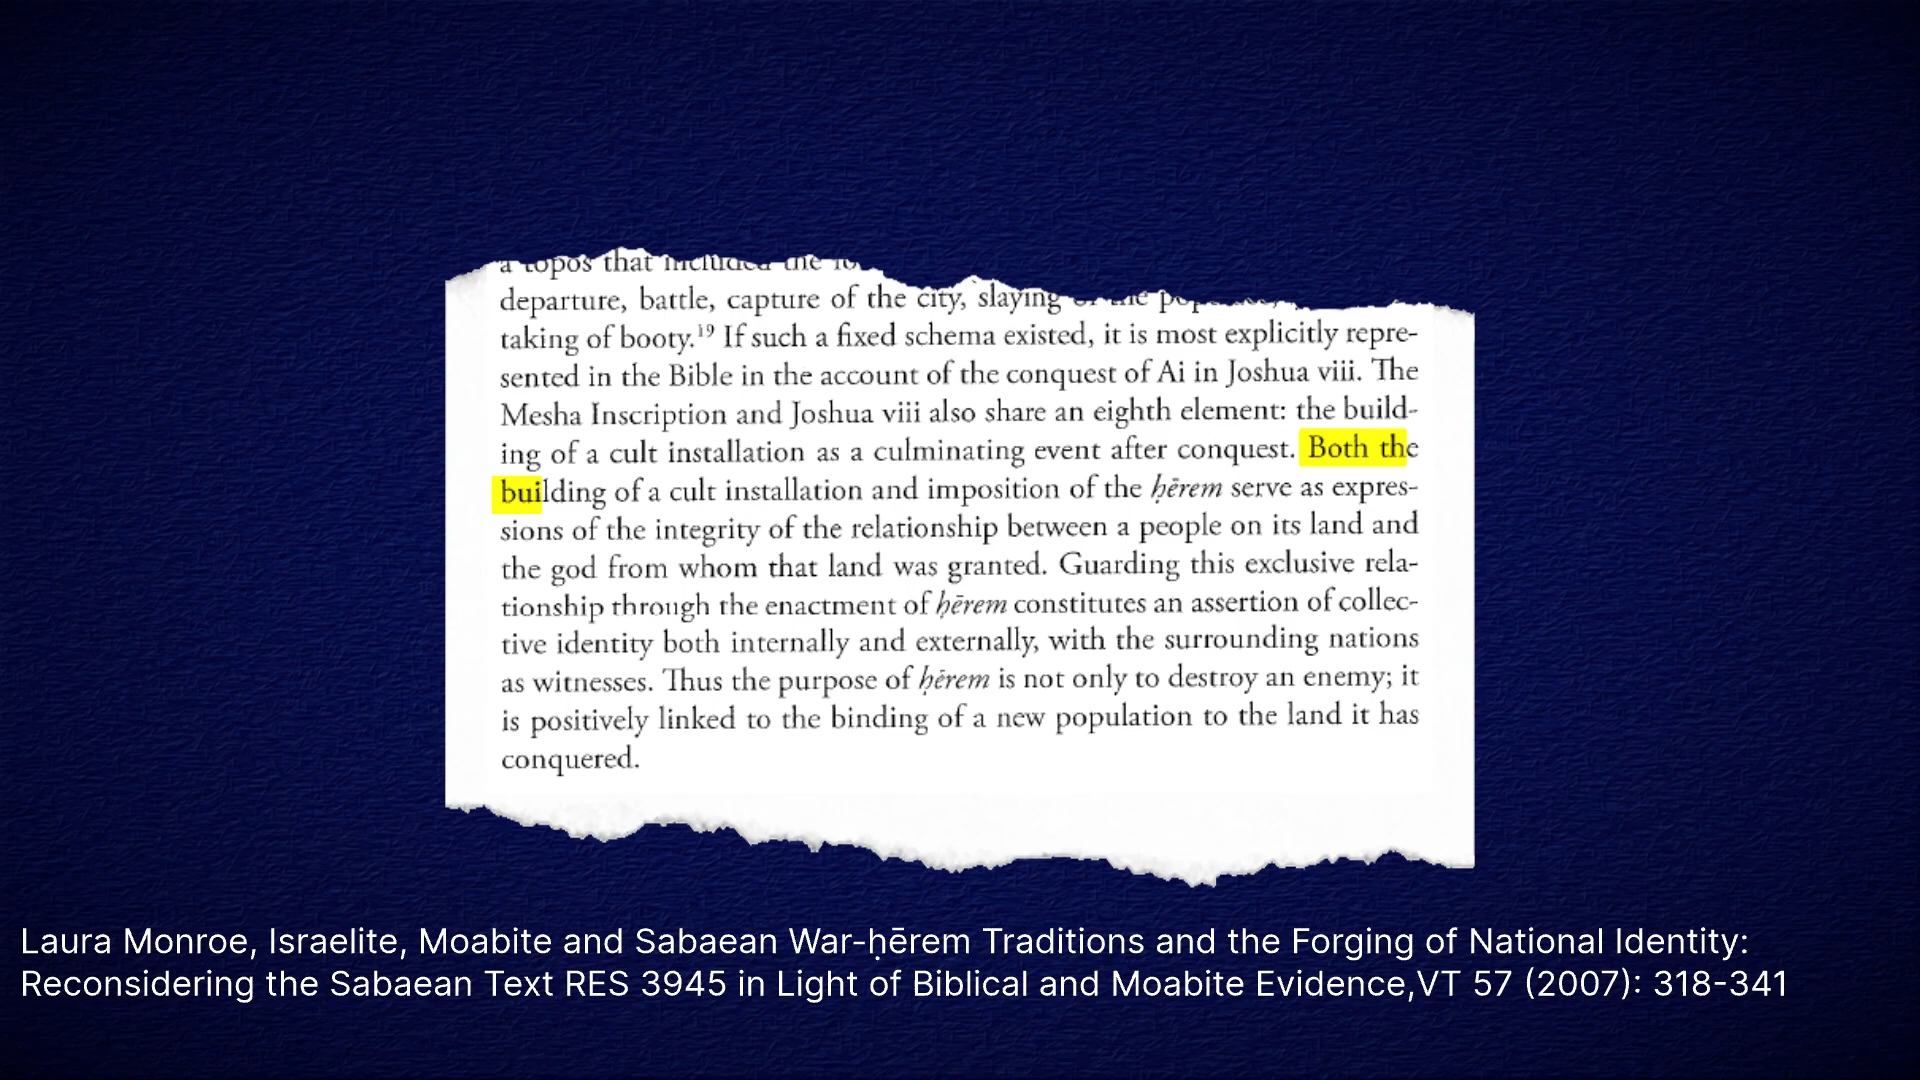 a topos that included the
departure, battle, capture of the city, slaying of the
taking of booty.¹⁹ If such a fixed schema existed, it is most explicitly repre-
sented in the Bible in the account of the conquest of Ai in Joshua viii. The
Mesha Inscription and Joshua viii also share an eighth element: the build-
ing of a cult installation as a culminating event after conquest. Both the
building of a cult installation and imposition of the ḥērem serve as expres-
sions of the integrity of the relationship between a people on its land and
the god from whom that land was granted. Guarding this exclusive rela-
tionship through the enactment of ḥērem constitutes an assertion of collec-
tive identity both internally and externally, with the surrounding nations
as witnesses. Thus the purpose of ḥērem is not only to destroy an enemy; it
is positively linked to the binding of a new population to the land it has
conquered.
Laura Monroe, Israelite, Moabite and Sabaean War-ḥērem Traditions and the Forging of National Identity:
Reconsidering the Sabaean Text RES 3945 in Light of Biblical and Moabite Evidence,VT 57 (2007): 318-341